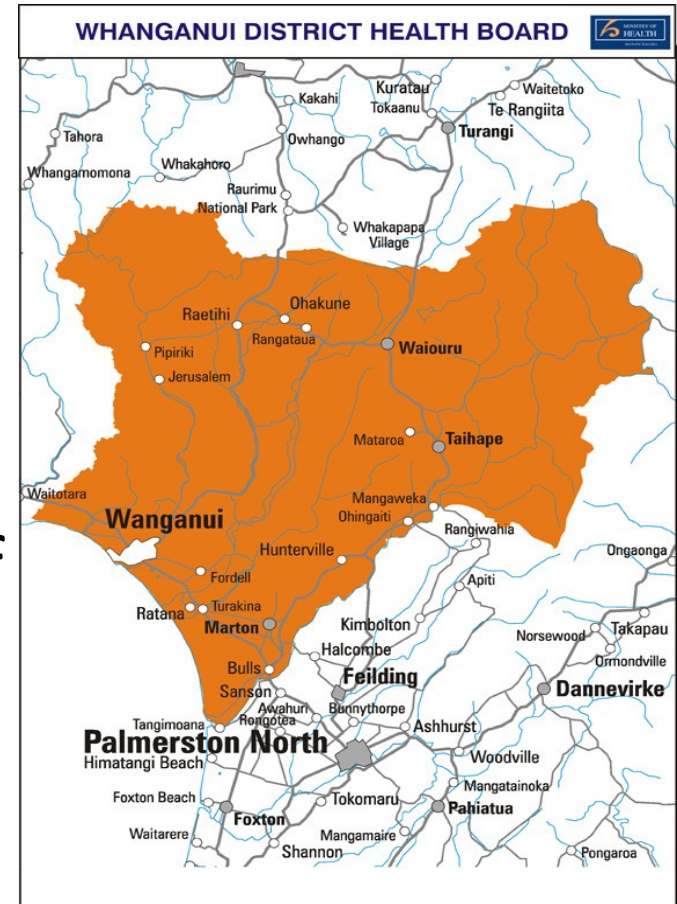 WHANGANUI DISTRICT HEALTH BOARD
MINISTRY OF
HEALTH
Kuratau
Waitetoko
Kakahi
Tokaanu
Te Rangiita
Tahora
Owhango
Turangi
Whangamomona
Whakahoro
Raurimu
National Park
Whakapapa
Village
Raetihi
Ohakune
Rangataua
Waiouru
Pipiriki
Jerusalem
Mataroa
Taihape
Waitotara
Mangaweka
Wanganui
Ohingaiti
Rangiwahia
Hunterville
Ongaonga
Fordell
Apiti
Ratana
Turakina
Marton
Kimbolton
Takapau
Norsewood
Halcombe
Ormondville
Bulls
Feilding
Sanson
Dannevirke
Awahuri
Bunnythorpe
Tangimoana
Rongotea
Ashhurst
Palmerston North
Himatangi Beach
Woodville
Mangatainoka
Foxton Beach
Tokomaru
Pahiatua
Foxton
Waitarere
Mangamaire
Shannon
Pongaroa